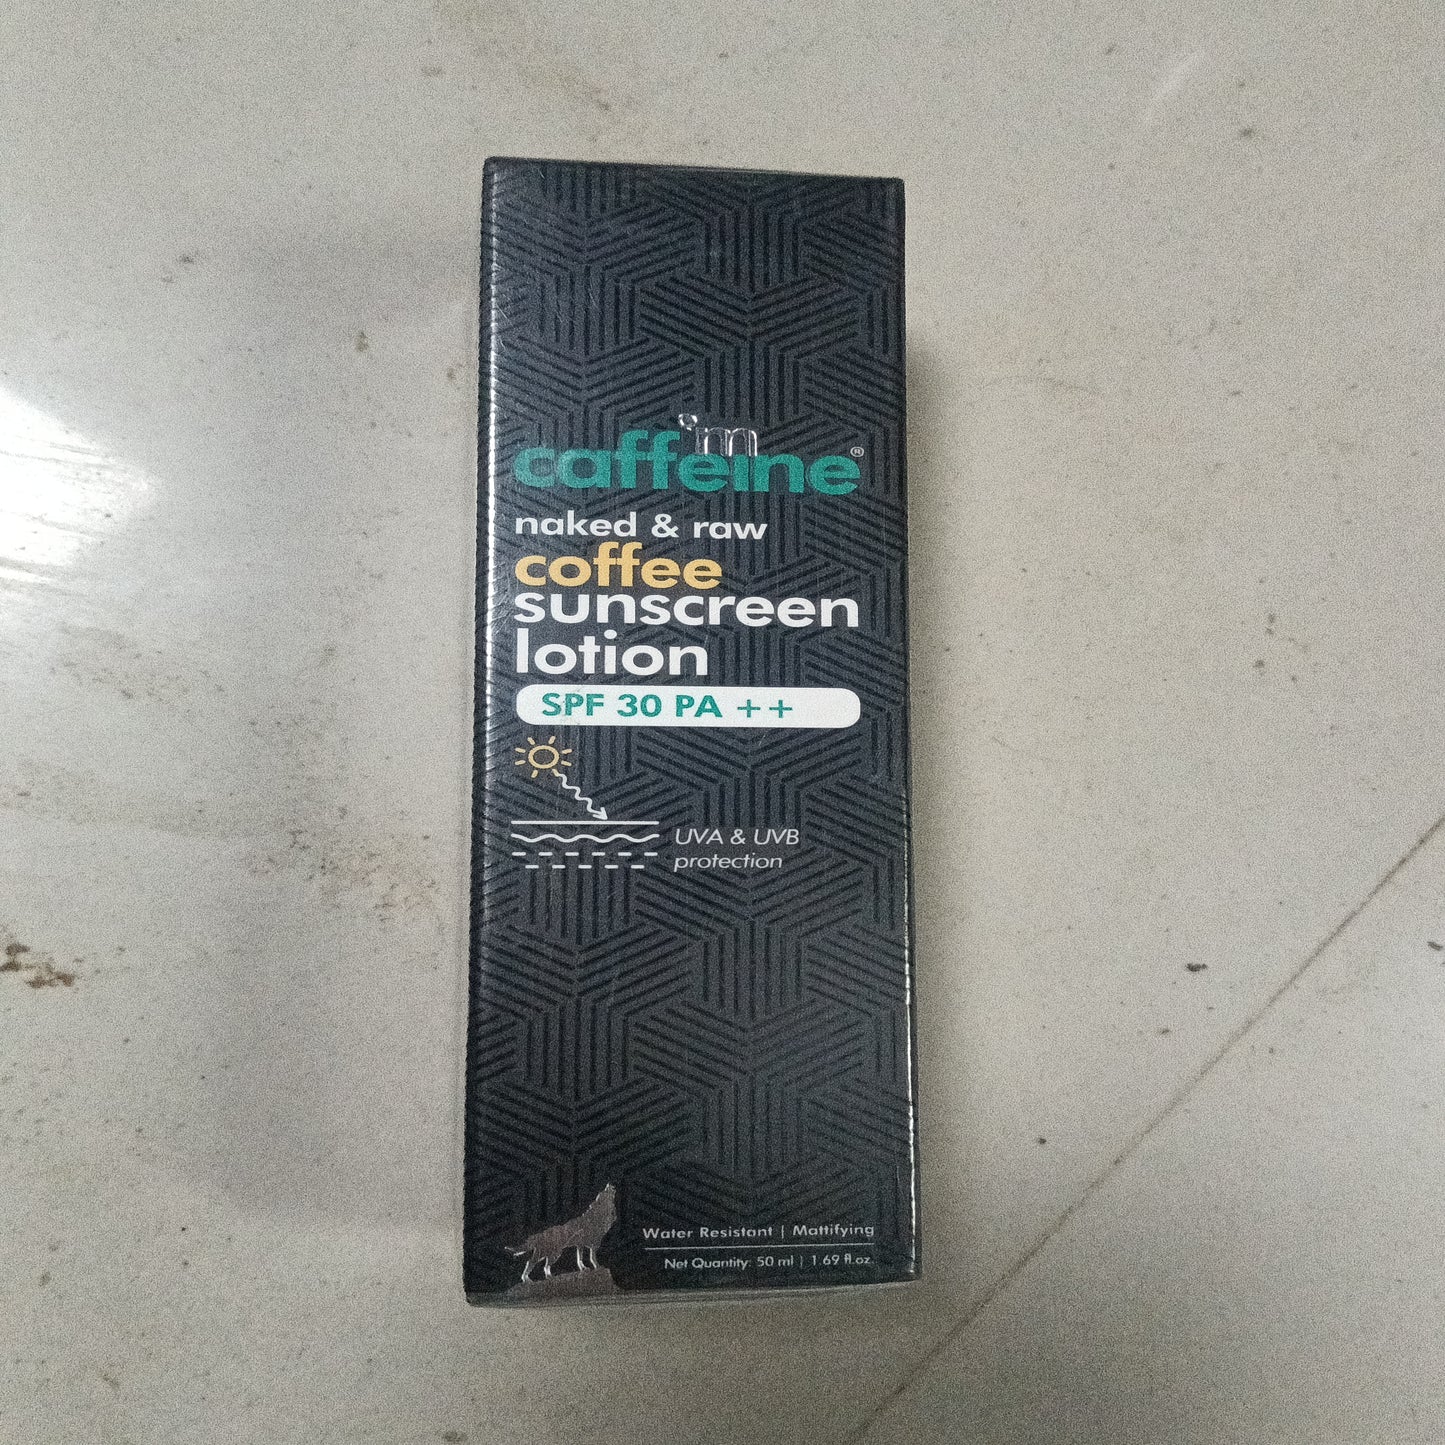 'm
caffeine®
naked & raw
coffee
sunscreen
lotion
SPF 30 PA ++
UVA & UVB
protection
Water Resistant | Mattifying
Net Quantity: 50 ml | 1.69 fl.oz.